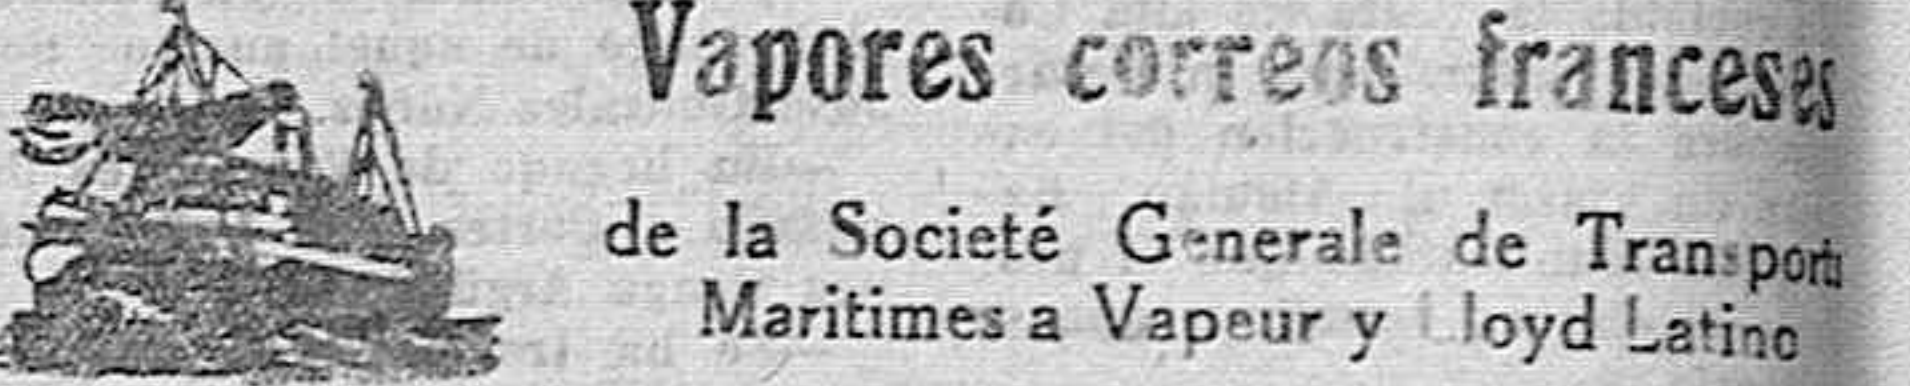 Vapores correos franceses
de la Societé Generale de Transports
Maritimes a Vapeur y Lloyd Latino